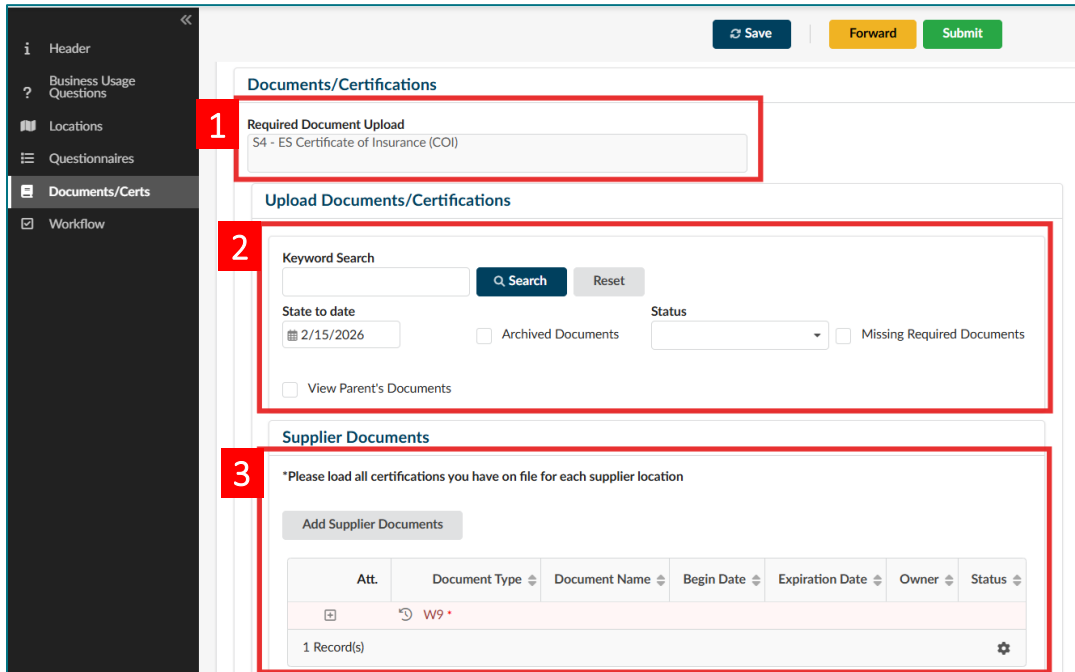 Header
Business Usage
Questions
Locations
Questionnaires
Documents/Certs
Workflow
Save
Forward
Submit
Documents/Certifications
1
Required Document Upload
S4 - ES Certificate of Insurance (COI)
Upload Documents/Certifications
2
Keyword Search
Search
Reset
State to date
Status
2/15/2026
Archived Documents
Missing Required Documents
View Parent's Documents
Supplier Documents
3
*Please load all certifications you have on file for each supplier location
Add Supplier Documents
Att. Document Type Document Name Begin Date Expiration Date Owner Status
W9 *
1 Record(s)